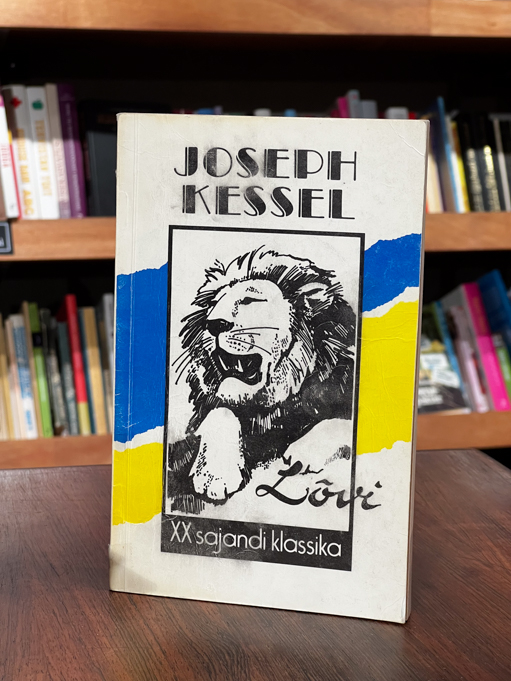 JOSEPH
KESSEL
Lõvi
XX sajandi klassika